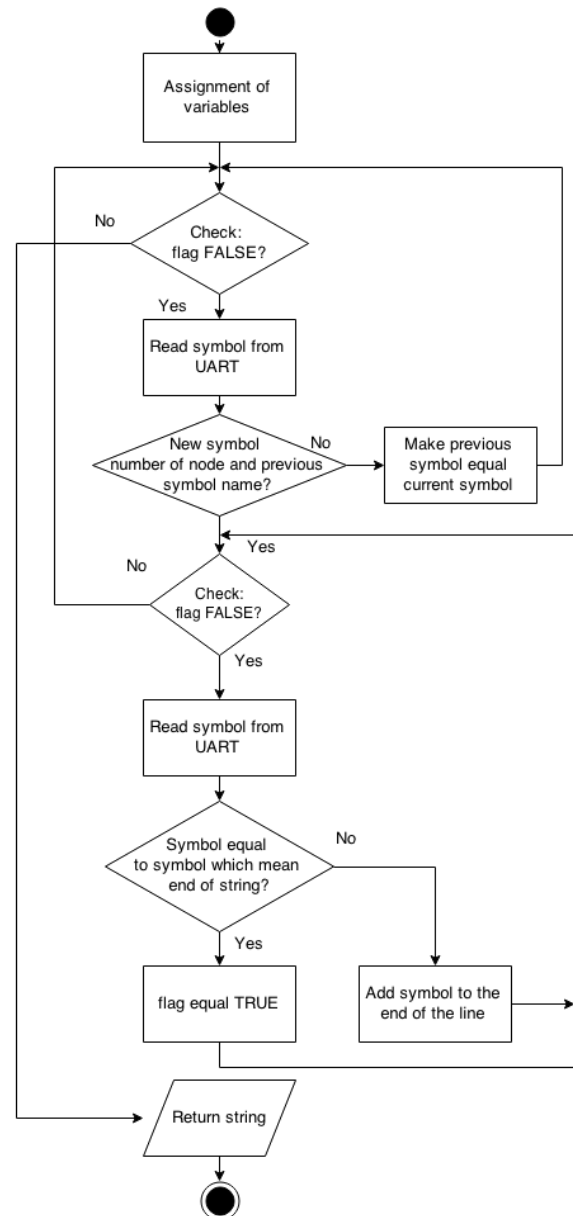 Assignment of
variables
No
Check:
flag FALSE?
Yes
Read symbol from
UART
New symbol
number of node and previous
symbol name?
No
Make previous
symbol equal
current symbol
Yes
No
Check:
flag FALSE?
Yes
Read symbol from
UART
Symbol equal
to symbol which mean
end of string?
No
Yes
flag equal TRUE
Add symbol to the
end of the line
Return string